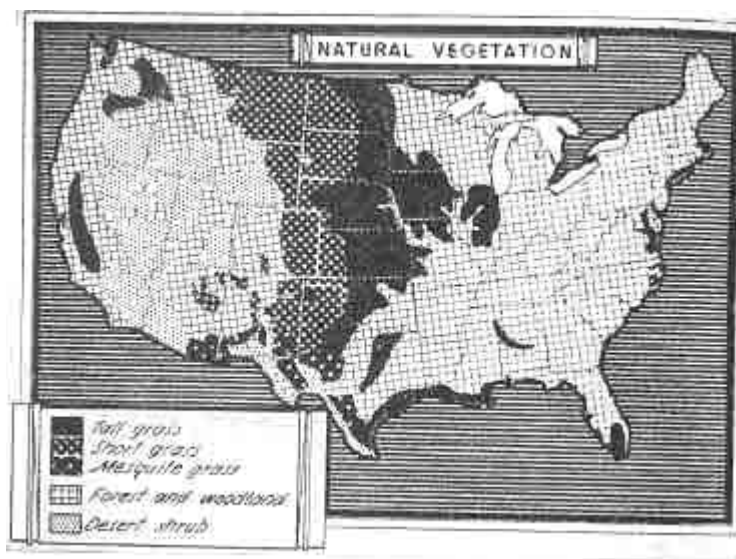 NATURAL VEGETATION
Tall grass
Short grass
Mesquite grass
Forest and woodland
Desert shrub